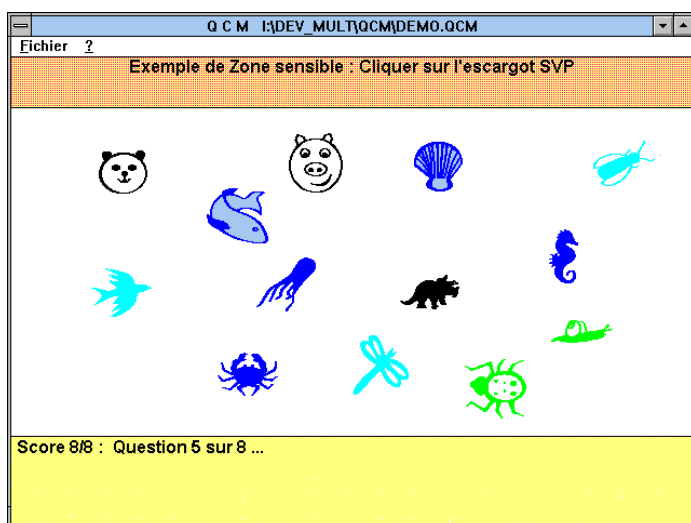 Q C M   I:\DEV_MULT\QCM\DEMO.QCM
Fichier   ?
Exemple de Zone sensible : Cliquer sur l'escargot SVP
Score 8/8 :  Question 5 sur 8 ...